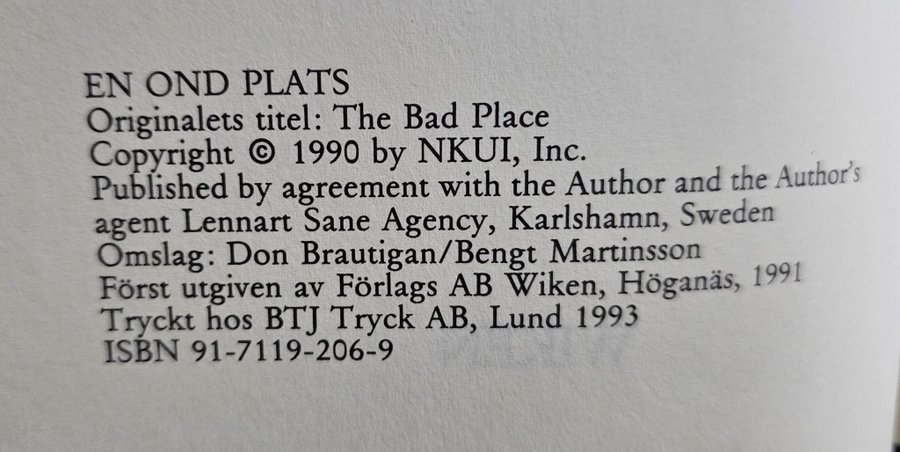 EN OND PLATS
Originalets titel: The Bad Place
Copyright © 1990 by NKUI, Inc.
Published by agreement with the Author and the Author's
agent Lennart Sane Agency, Karlshamn, Sweden
Omslag: Don Brautigan/Bengt Martinsson
Först utgiven av Förlags AB Wiken, Höganäs, 1991
Tryckt hos BTJ Tryck AB, Lund 1993
ISBN 91-7119-206-9